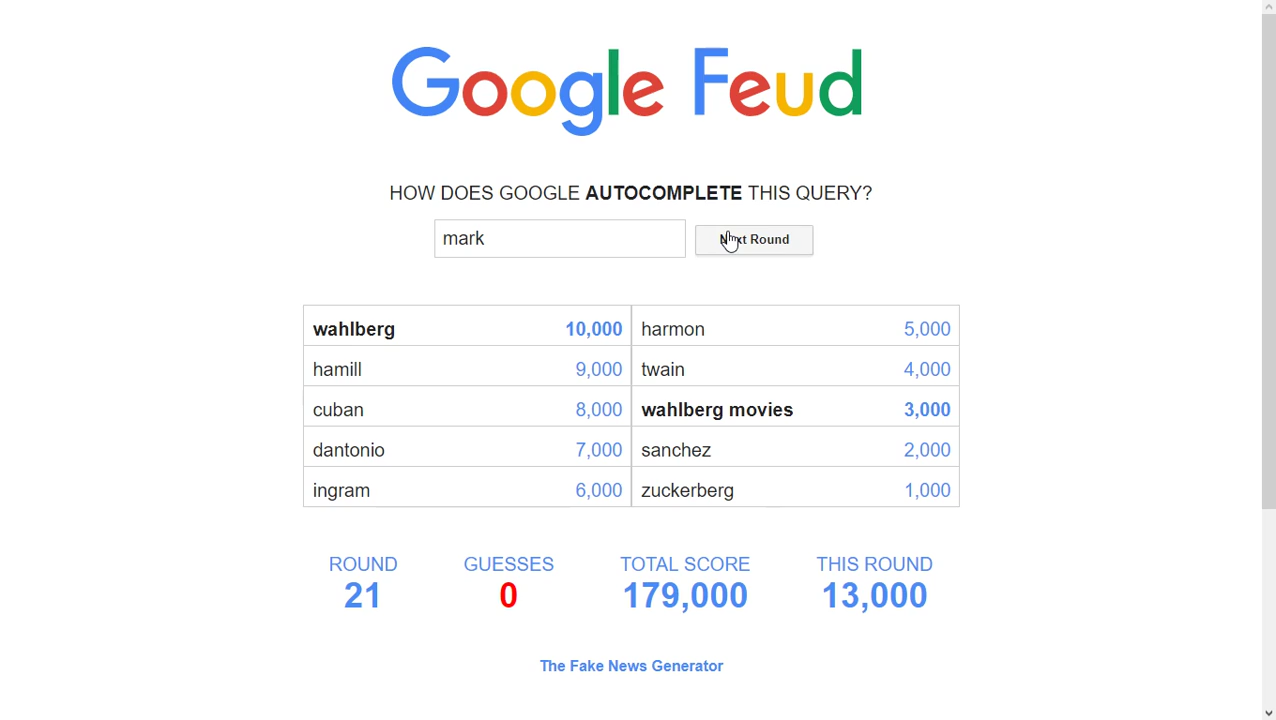 Google Feud
HOW DOES GOOGLE AUTOCOMPLETE THIS QUERY?
mark
Next Round
wahlberg 10,000 harmon 5,000
hamill 9,000 twain 4,000
cuban 8,000 wahlberg movies 3,000
dantonio 7,000 sanchez 2,000
ingram 6,000 zuckerberg 1,000
ROUND GUESSES TOTAL SCORE THIS ROUND
21 0 179,000 13,000
The Fake News Generator